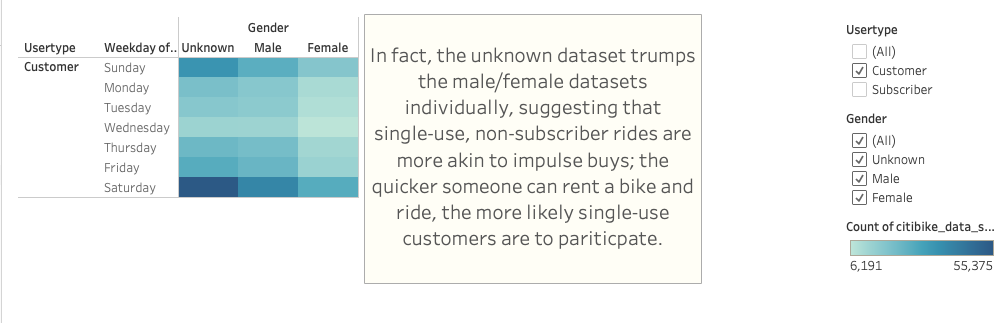 Gender
Usertype Weekday of.. Unknown Male Female
Customer Sunday
Monday
Tuesday
Wednesday
Thursday
Friday
Saturday
In fact, the unknown dataset trumps
the male/female datasets
individually, suggesting that
single-use, non-subscriber rides are
more akin to impulse buys; the
quicker someone can rent a bike and
ride, the more likely single-use
customers are to pariticpate.
Usertype
(All)
Customer
Subscriber
Gender
(All)
Unknown
Male
Female
Count of citibike_data_s...
6,191 55,375